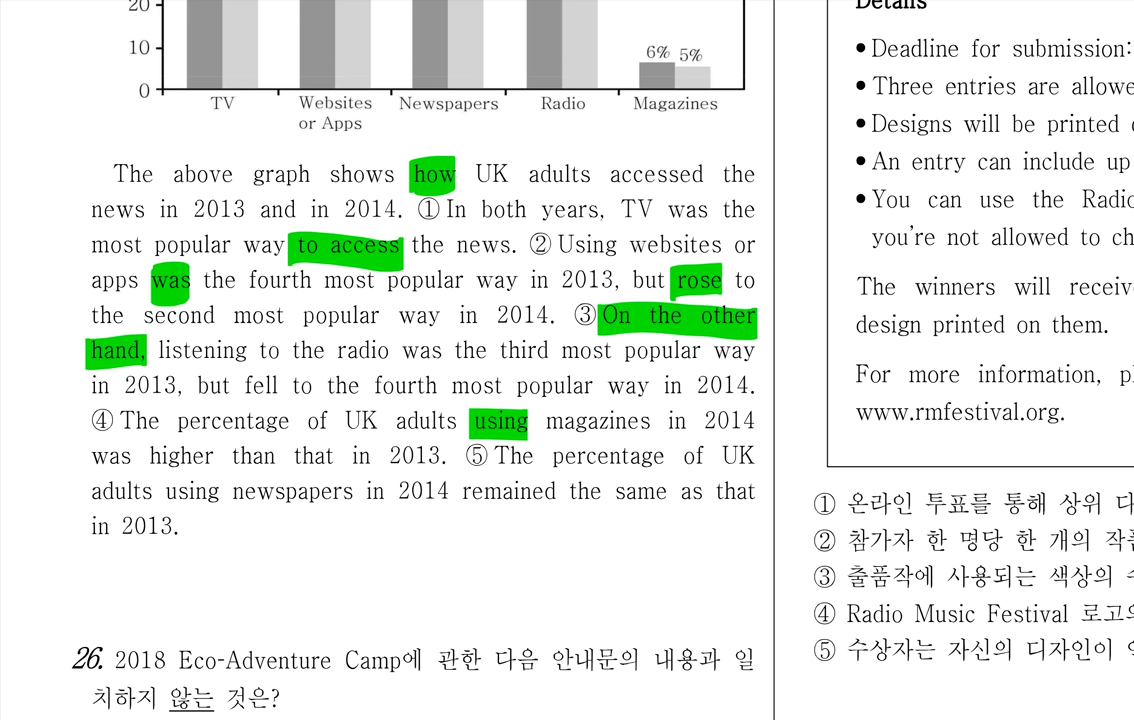 20
10
0
6% 5%
TV
Websites
or Apps
Newspapers
Radio
Magazines
The above graph shows how UK adults accessed the
news in 2013 and in 2014. ① In both years, TV was the
most popular way to access the news. ② Using websites or
apps was the fourth most popular way in 2013, but rose to
the second most popular way in 2014. ③ On the other
hand, listening to the radio was the third most popular way
in 2013, but fell to the fourth most popular way in 2014.
④ The percentage of UK adults using magazines in 2014
was higher than that in 2013. ⑤ The percentage of UK
adults using newspapers in 2014 remained the same as that
in 2013.
26. 2018 Eco-Adventure Camp에 관한 다음 안내문의 내용과 일
치하지 않는 것은?
Details
• Deadline for submission:
• Three entries are allowe
• Designs will be printed
• An entry can include up
• You can use the Radio
you're not allowed to ch
The winners will receive
design printed on them.
For more information, pl
www.rmfestival.org.
① 온라인 투표를 통해 상위 다
② 참가자 한 명당 한 개의 작품
③ 출품작에 사용되는 색상의 수
④ Radio Music Festival 로고의
⑤ 수상자는 자신의 디자인이